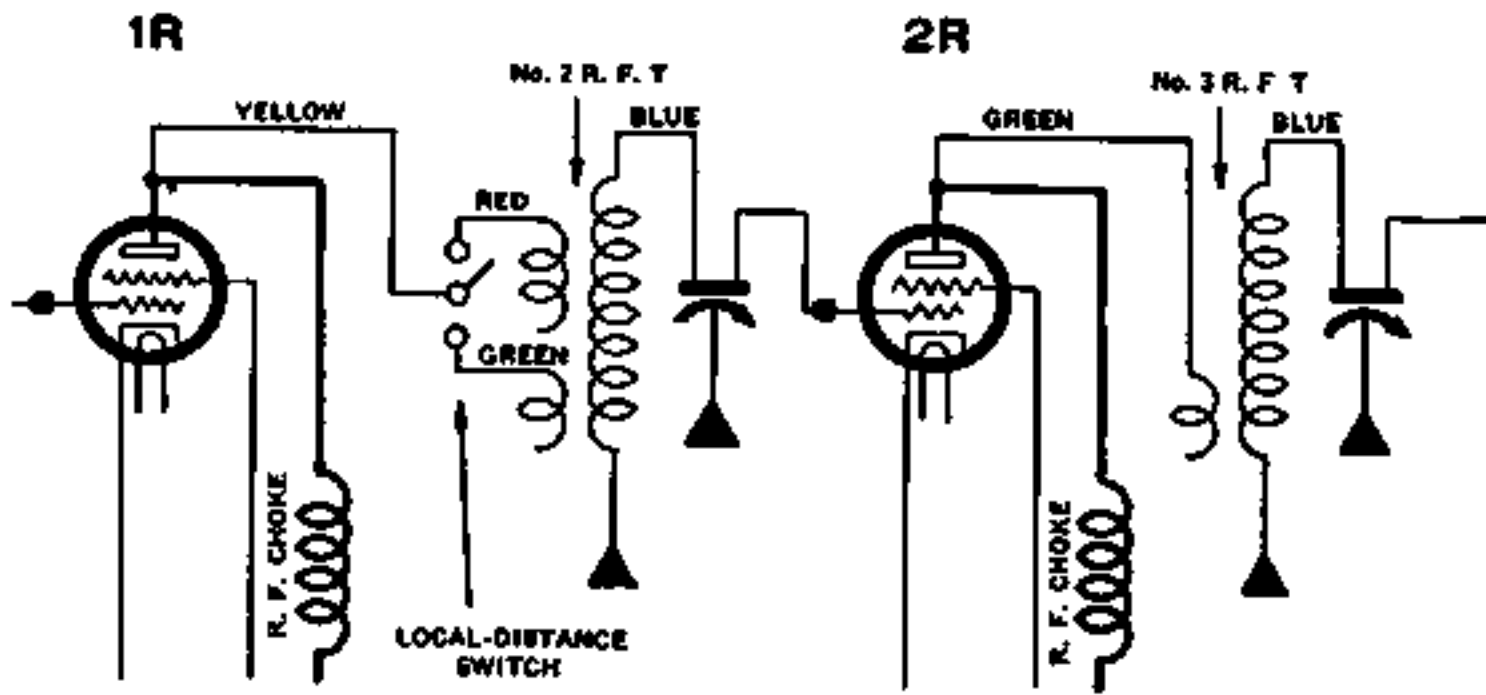 1R
2R
No. 2 R. F. T
No. 3 R. F T
YELLOW
BLUE
GREEN
BLUE
RED
GREEN
R. F. CHOKE
R. F. CHOKE
LOCAL-DISTANCE
SWITCH